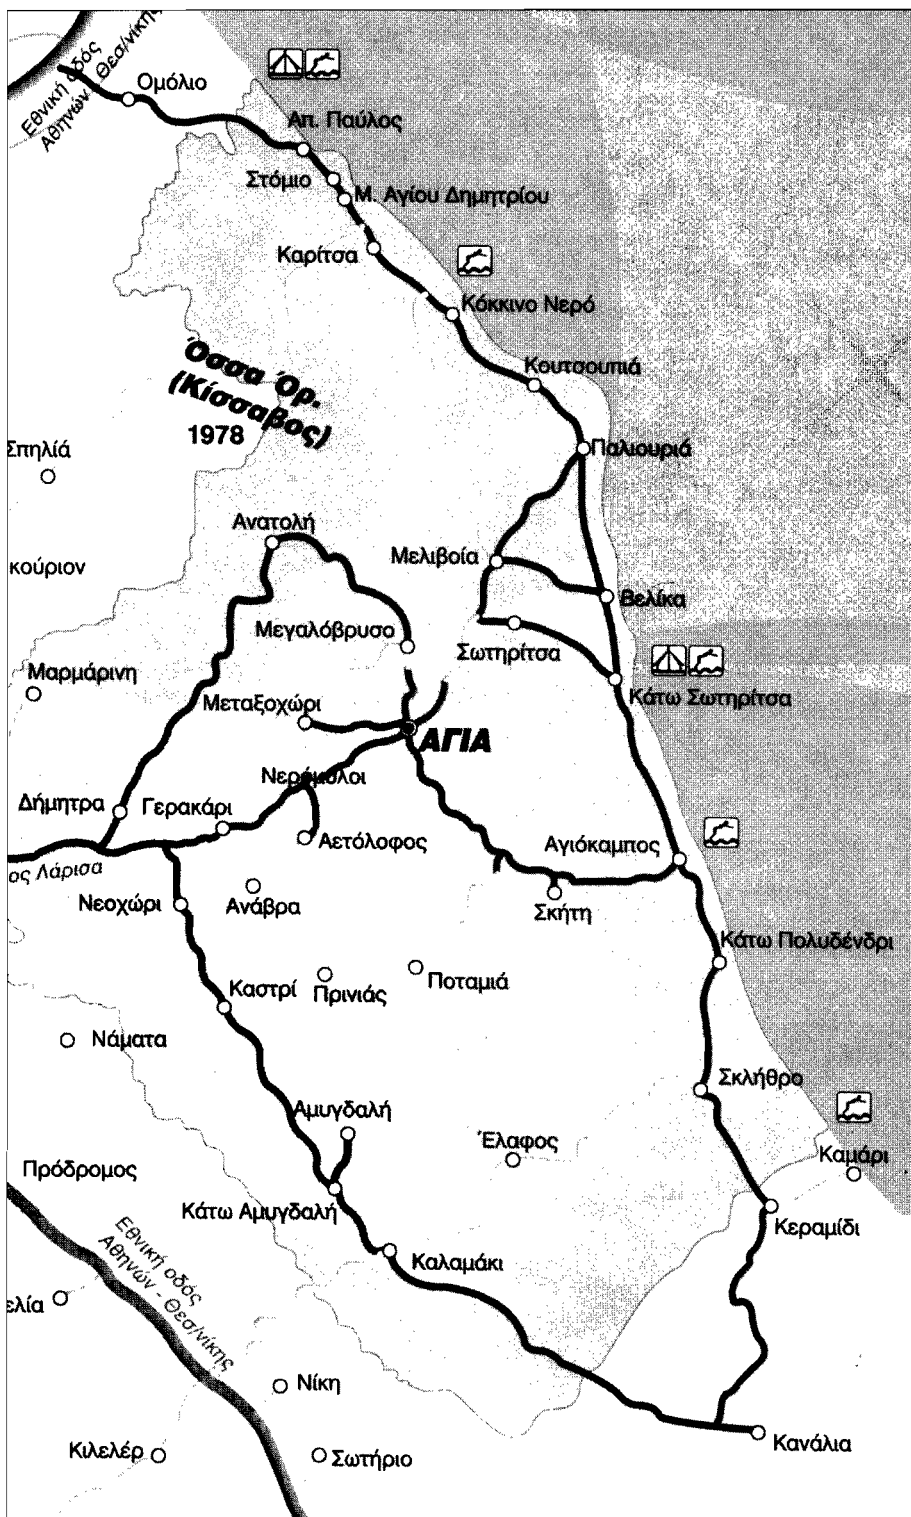 Εθνική οδός
Αθηνών - Θεσ/νίκης
Ομόλιο
Απ. Παύλος
Στόμιο
Μ. Αγίου Δημητρίου
Καρίτσα
Κόκκινο Νερό
Κουτσουπιά
Όσσα Όρ.
(Κίσσαβος)
1978
Σπηλιά
Παλιουριά
Ανατολή
Μελιβοία
κούριον
Βελίκα
Μεγαλόβρυσο
Σωτηρίτσα
Μαρμάρινη
Κάτω Σωτηρίτσα
Μεταξοχώρι
ΑΓΙΑ
Νερόμυλοι
Δήμητρα
Γερακάρι
Αετόλοφος
Αγιόκαμπος
ος Λάρισα
Νεοχώρι
Ανάβρα
Σκήτη
Κάτω Πολυδένδρι
Καστρί
Πρινιάς
Ποταμιά
Νάματα
Σκλήθρο
Αμυγδαλή
Έλαφος
Καμάρι
Πρόδρομος
Κάτω Αμυγδαλή
Κεραμίδι
Εθνική οδός
Αθηνών - Θεσ/νίκης
Καλαμάκι
ελία
Νίκη
Κανάλια
Κιλελέρ
Σωτήριο